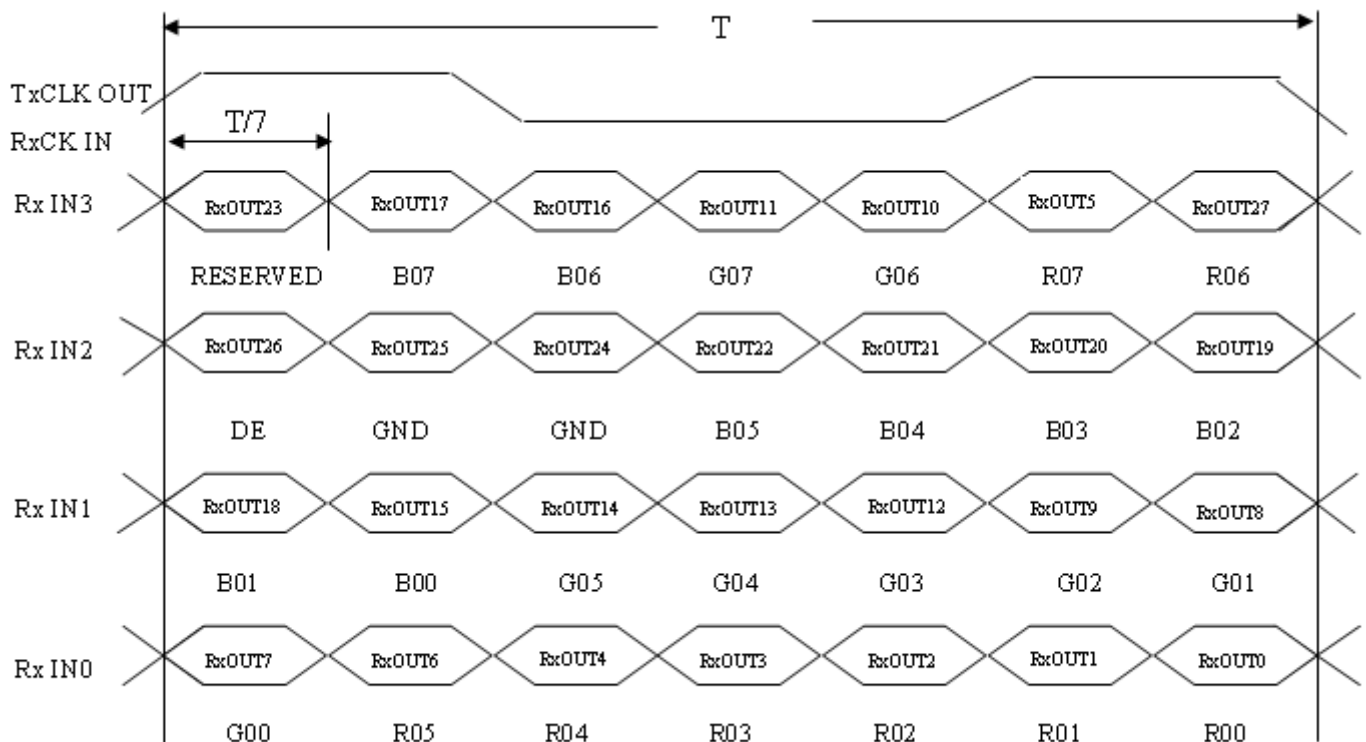 T
TxCLK OUT
T/7
RxCK IN
Rx IN3 RxOUT23 RxOUT17 RxOUT16 RxOUT11 RxOUT10 RxOUT5 RxOUT27
RESERVED B07 B06 G07 G06 R07 R06
Rx IN2 RxOUT26 RxOUT25 RxOUT24 RxOUT22 RxOUT21 RxOUT20 RxOUT19
DE GND GND B05 B04 B03 B02
Rx IN1 RxOUT18 RxOUT15 RxOUT14 RxOUT13 RxOUT12 RxOUT9 RxOUT8
B01 B00 G05 G04 G03 G02 G01
Rx IN0 RxOUT7 RxOUT6 RxOUT4 RxOUT3 RxOUT2 RxOUT1 RxOUT0
G00 R05 R04 R03 R02 R01 R00